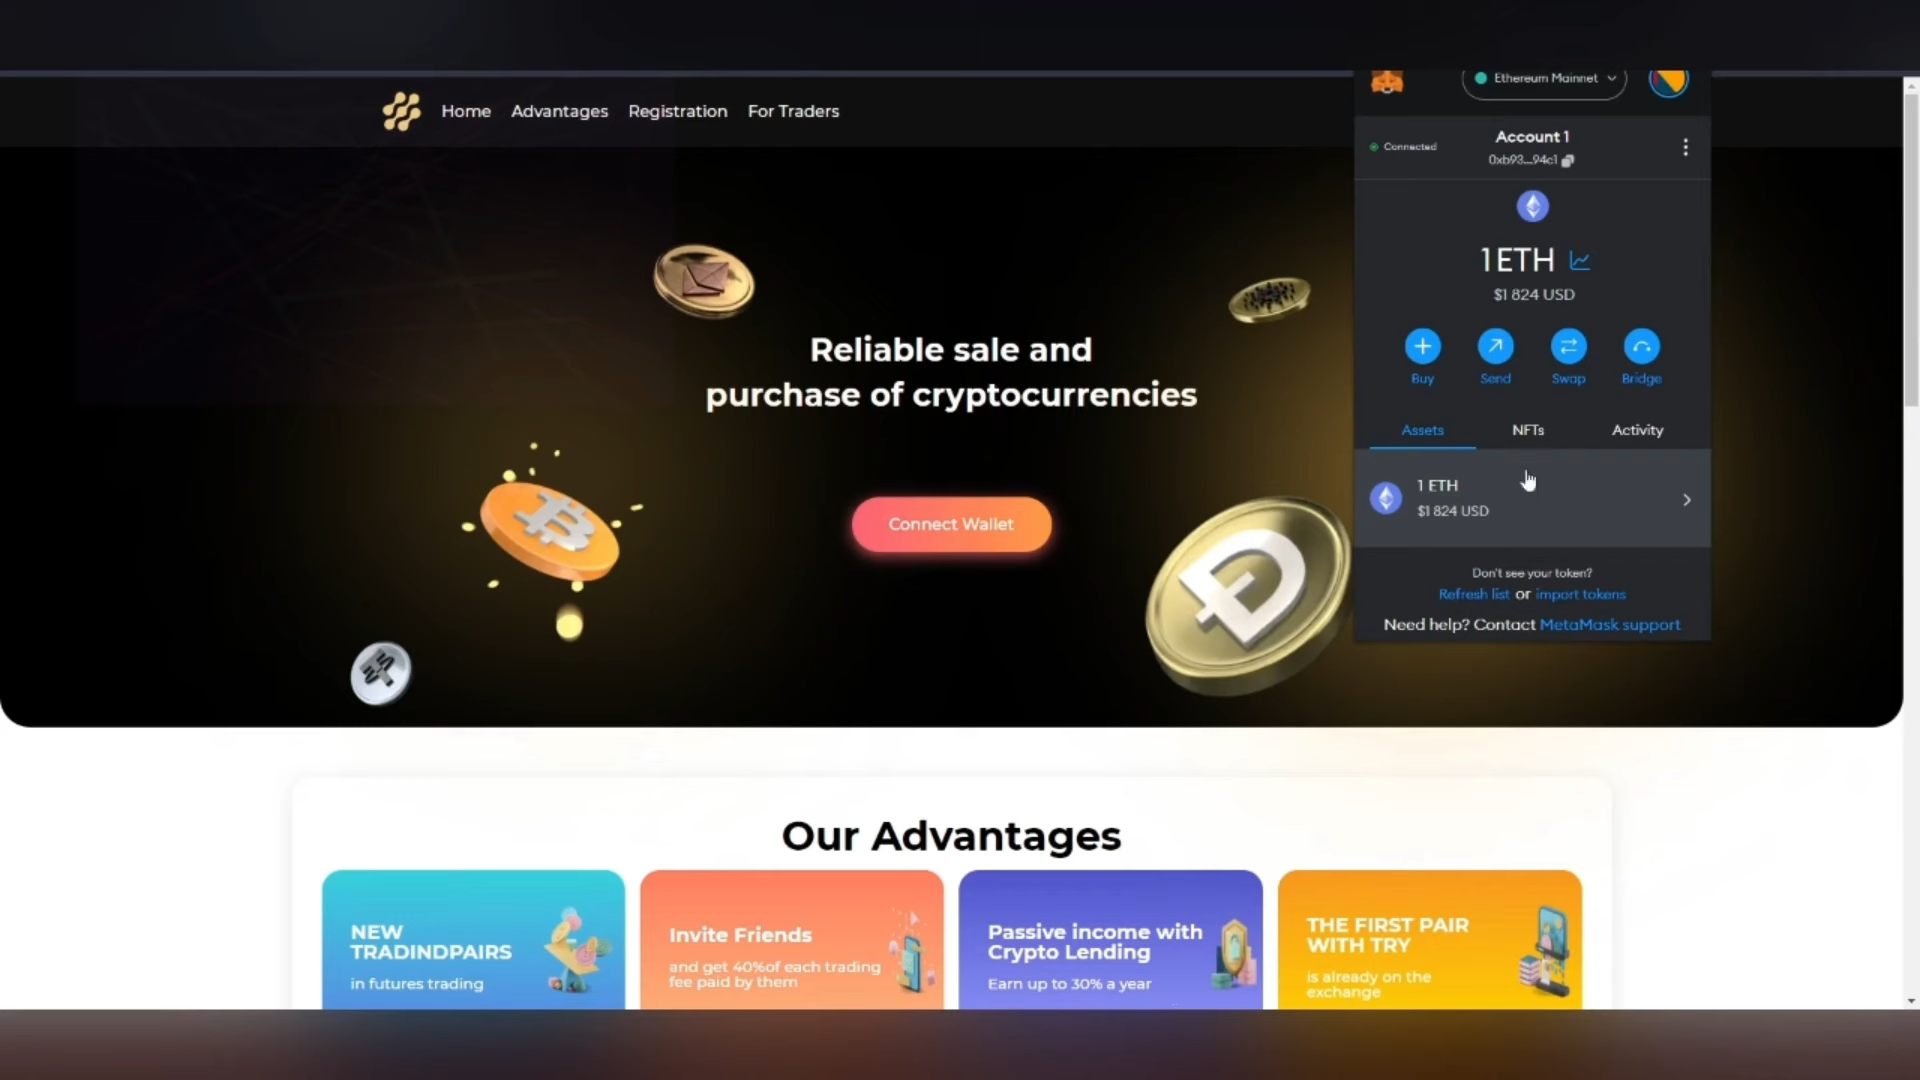 Home Advantages Registration For Traders
Ethereum Mainnet
Connected
Account 1
0xb93...94c1
1 ETH
$1 824 USD
Buy Send Swap Bridge
Assets NFTs Activity
1 ETH
$1 824 USD
Don't see your token?
Refresh list or import tokens
Need help? Contact MetaMask support
Reliable sale and
purchase of cryptocurrencies
Connect Wallet
Our Advantages
NEW
TRADINDPAIRS
in futures trading
Invite Friends
and get 40%of each trading
fee paid by them
Passive income with
Crypto Lending
Earn up to 30% a year
THE FIRST PAIR
WITH TRY
is already on the
exchange